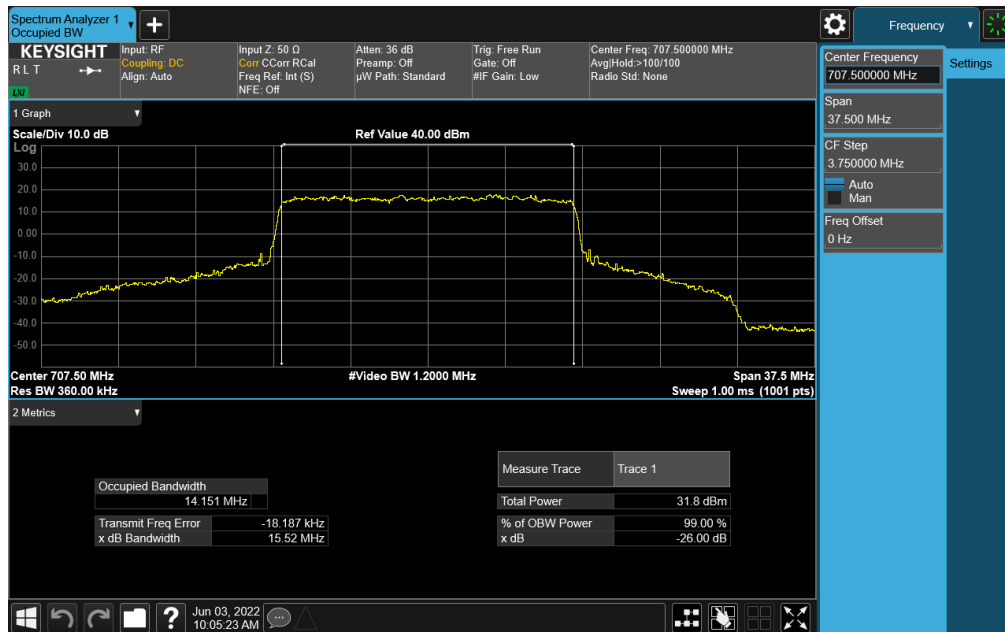 Spectrum Analyzer 1
Occupied BW
+
Frequency
KEYSIGHT
R L T
LXI
Input: RF
Coupling: DC
Align: Auto
Input Z: 50 Ω
Corr CCorr RCal
Freq Ref: Int (S)
NFE: Off
Atten: 36 dB
Preamp: Off
µW Path: Standard
Trig: Free Run
Gate: Off
#IF Gain: Low
Center Freq: 707.500000 MHz
Avg|Hold:>100/100
Radio Std: None
Center Frequency
707.500000 MHz
Settings
Span
37.500 MHz
CF Step
3.750000 MHz
Auto
Man
Freq Offset
0 Hz
1 Graph
Scale/Div 10.0 dB
Ref Value 40.00 dBm
Log
30.0
20.0
10.0
0.00
-10.0
-20.0
-30.0
-40.0
-50.0
Center 707.50 MHz
#Video BW 1.2000 MHz
Span 37.5 MHz
Res BW 360.00 kHz
Sweep 1.00 ms (1001 pts)
2 Metrics
Occupied Bandwidth
14.151 MHz
Transmit Freq Error -18.187 kHz
x dB Bandwidth 15.52 MHz
Measure Trace Trace 1
Total Power 31.8 dBm
% of OBW Power 99.00 %
x dB -26.00 dB
?
Jun 03, 2022
10:05:23 AM